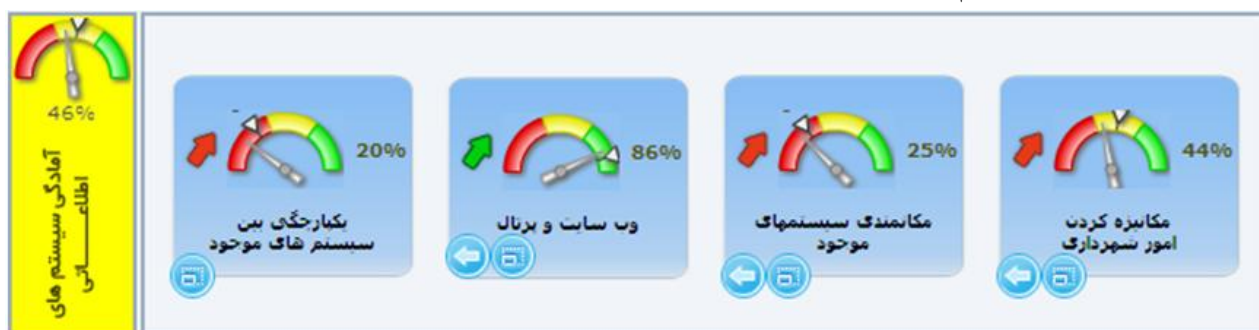 44%
مکانیزه کردن
امور شهرداری
25%
مکانمندی سیستمهای
موجود
86%
وب سایت و پرتال
20%
یکپارچگی بین
سیستم های موجود
46%
آمادگی سیستم های
اطلاعـــــــاتی